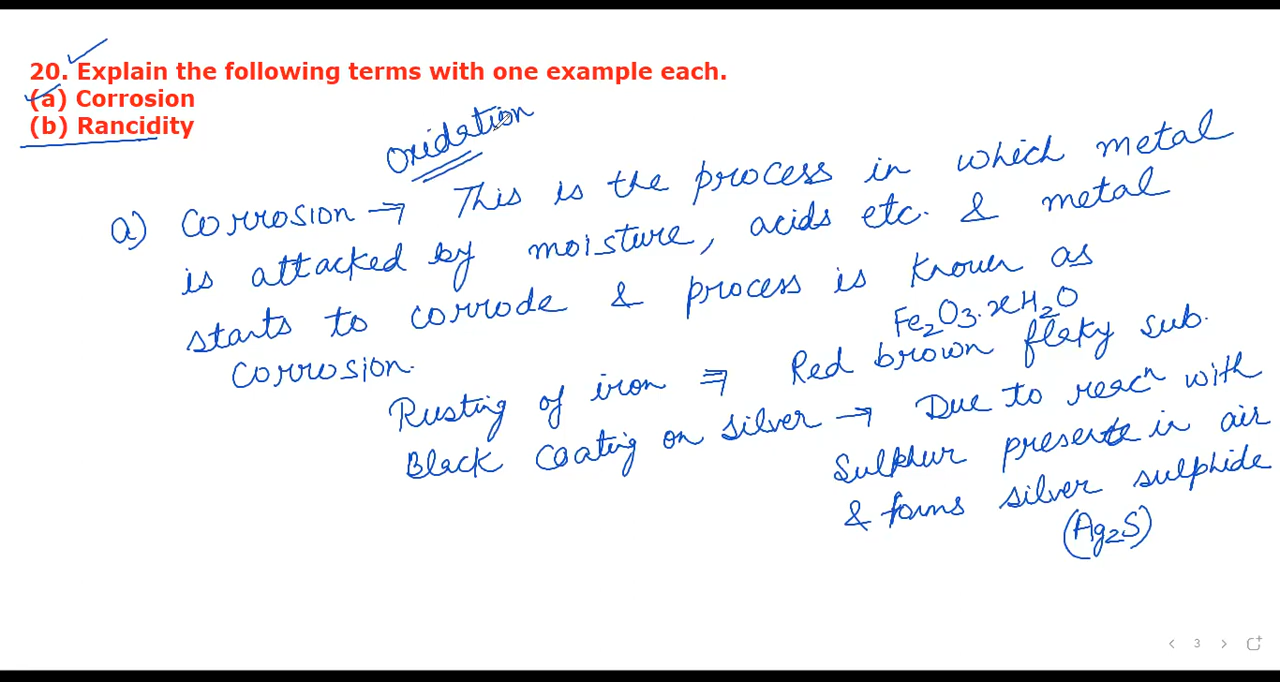 20. Explain the following terms with one example each.
(a) Corrosion
(b) Rancidity
Oxidation
a) Corrosion → This is the process in which metal
is attacked by moisture, acids etc. & metal
starts to corrode & process is known as
corrosion.
Fe2O3.xH2O
Rusting of iron ⇒ Red brown flaky sub.
Black coating on silver → Due to reacn with
Sulphur present in air
& forms silver sulphide
(Ag2S)
3